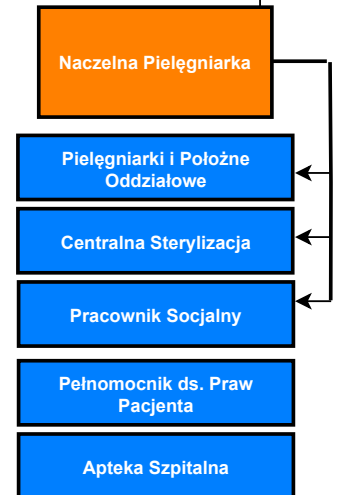 Naczelna Pielęgniarka
Pielęgniarki i Położne
Oddziałowe
Centralna Sterylizacja
Pracownik Socjalny
Pełnomocnik ds. Praw
Pacjenta
Apteka Szpitalna